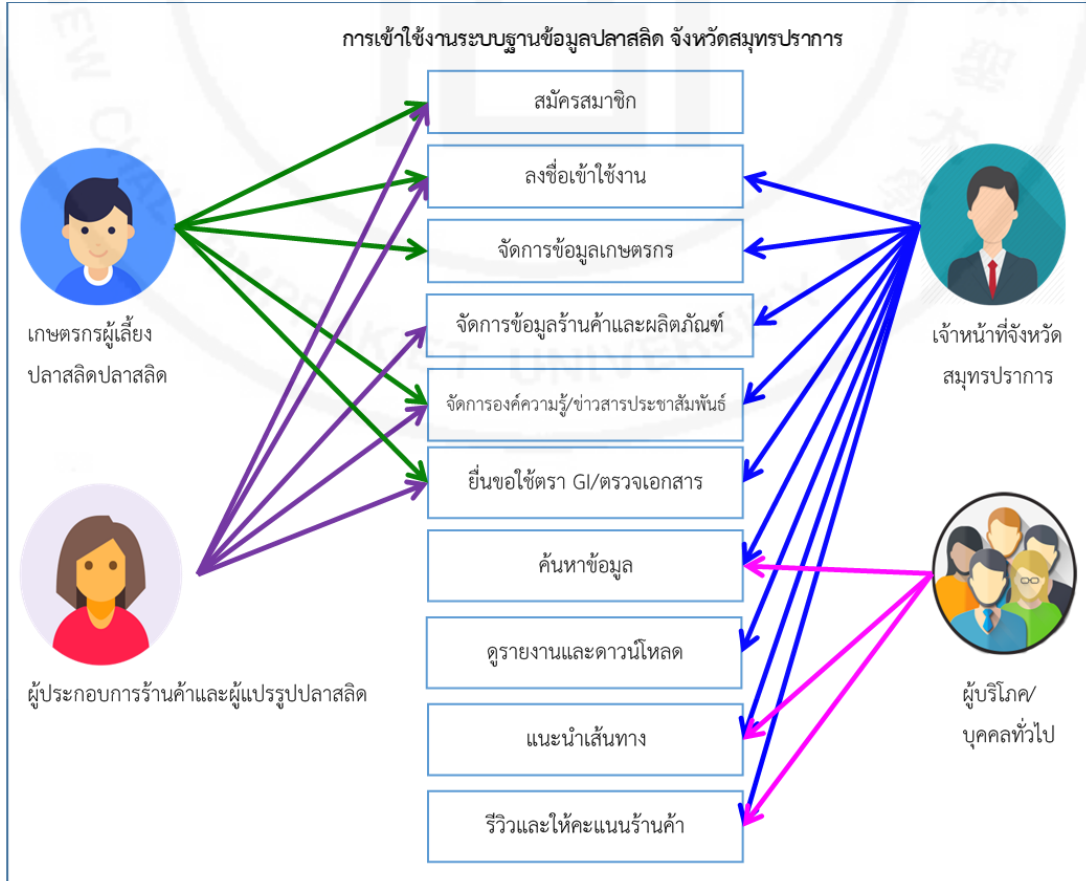 การเข้าใช้งานระบบฐานข้อมูลปลาสลิด จังหวัดสมุทรปราการ
สมัครสมาชิก
ลงชื่อเข้าใช้งาน
จัดการข้อมูลเกษตรกร
จัดการข้อมูลร้านค้าและผลิตภัณฑ์
จัดการองค์ความรู้/ข่าวสารประชาสัมพันธ์
ยื่นขอใช้ตรา GI/ตรวจเอกสาร
ค้นหาข้อมูล
ดูรายงานและดาวน์โหลด
แนะนำเส้นทาง
รีวิวและให้คะแนนร้านค้า
เกษตรกรผู้เลี้ยง
ปลาสลิดปลาสลิด
ผู้ประกอบการร้านค้าและผู้แปรรูปปลาสลิด
เจ้าหน้าที่จังหวัด
สมุทรปราการ
ผู้บริโภค/
บุคคลทั่วไป